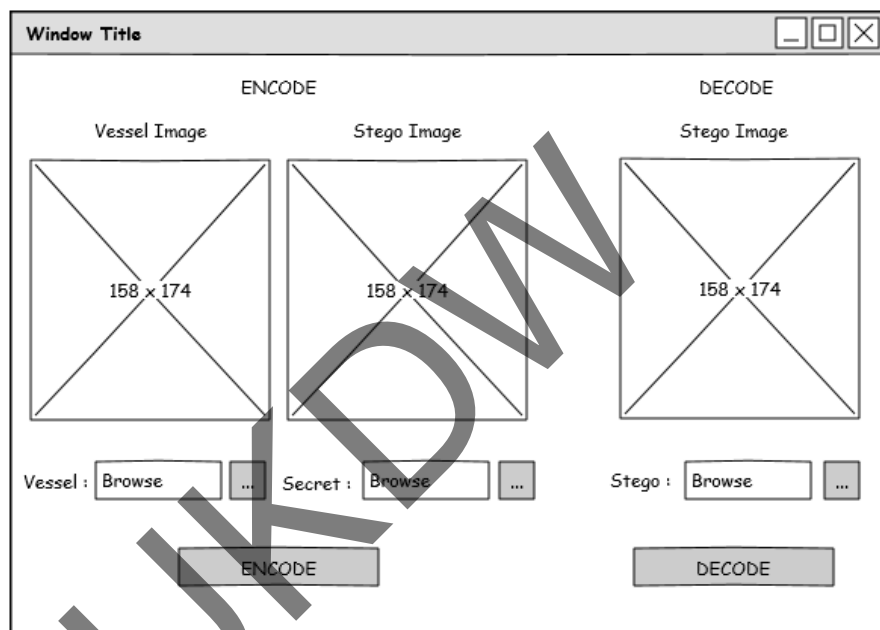 Window Title
ENCODE
DECODE
Vessel Image
Stego Image
Stego Image
158 x 174
158 x 174
158 x 174
Vessel :
Browse
...
Secret :
Browse
...
Stego :
Browse
...
ENCODE
DECODE
UKDW